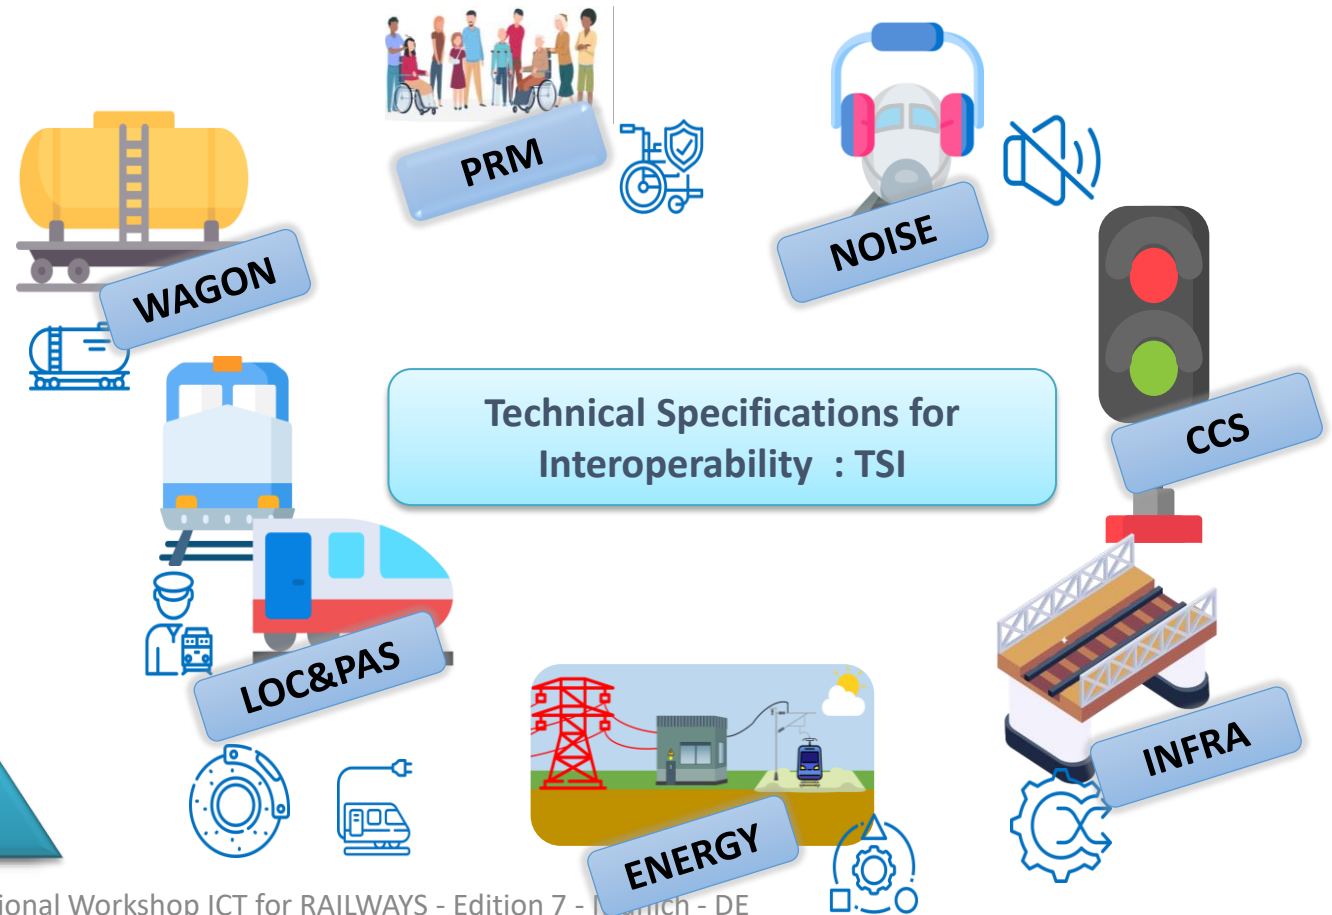 PRM
NOISE
WAGON
CCS
Technical Specifications for
Interoperability : TSI
LOC&PAS
INFRA
ENERGY
Workshop ICT for RAILWAYS - Edition 7 - - DE